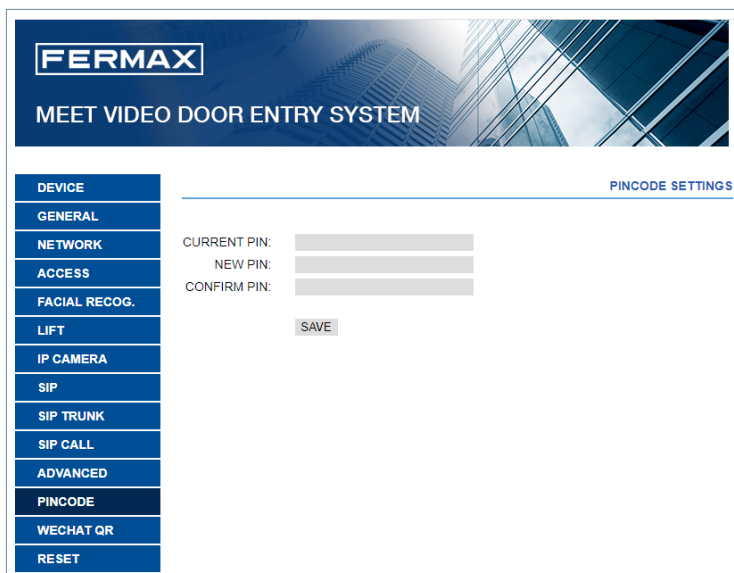 FERMAX
MEET VIDEO DOOR ENTRY SYSTEM
DEVICE
GENERAL
NETWORK
ACCESS
FACIAL RECOG.
LIFT
IP CAMERA
SIP
SIP TRUNK
SIP CALL
ADVANCED
PINCODE
WECHAT QR
RESET
PINCODE SETTINGS
CURRENT PIN:
NEW PIN:
CONFIRM PIN:
SAVE